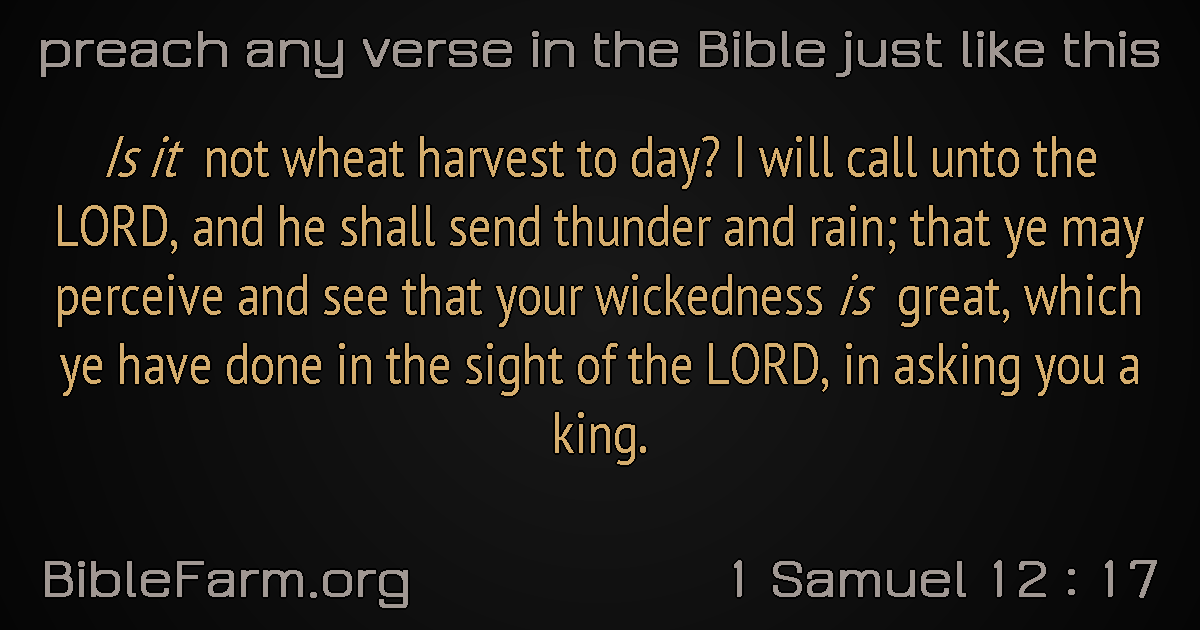 preach any verse in the Bible just like this
Is it not wheat harvest to day? I will call unto the
LORD, and he shall send thunder and rain; that ye may
perceive and see that your wickedness is great, which
ye have done in the sight of the LORD, in asking you a
king.
BibleFarm.org
1 Samuel 12 : 17